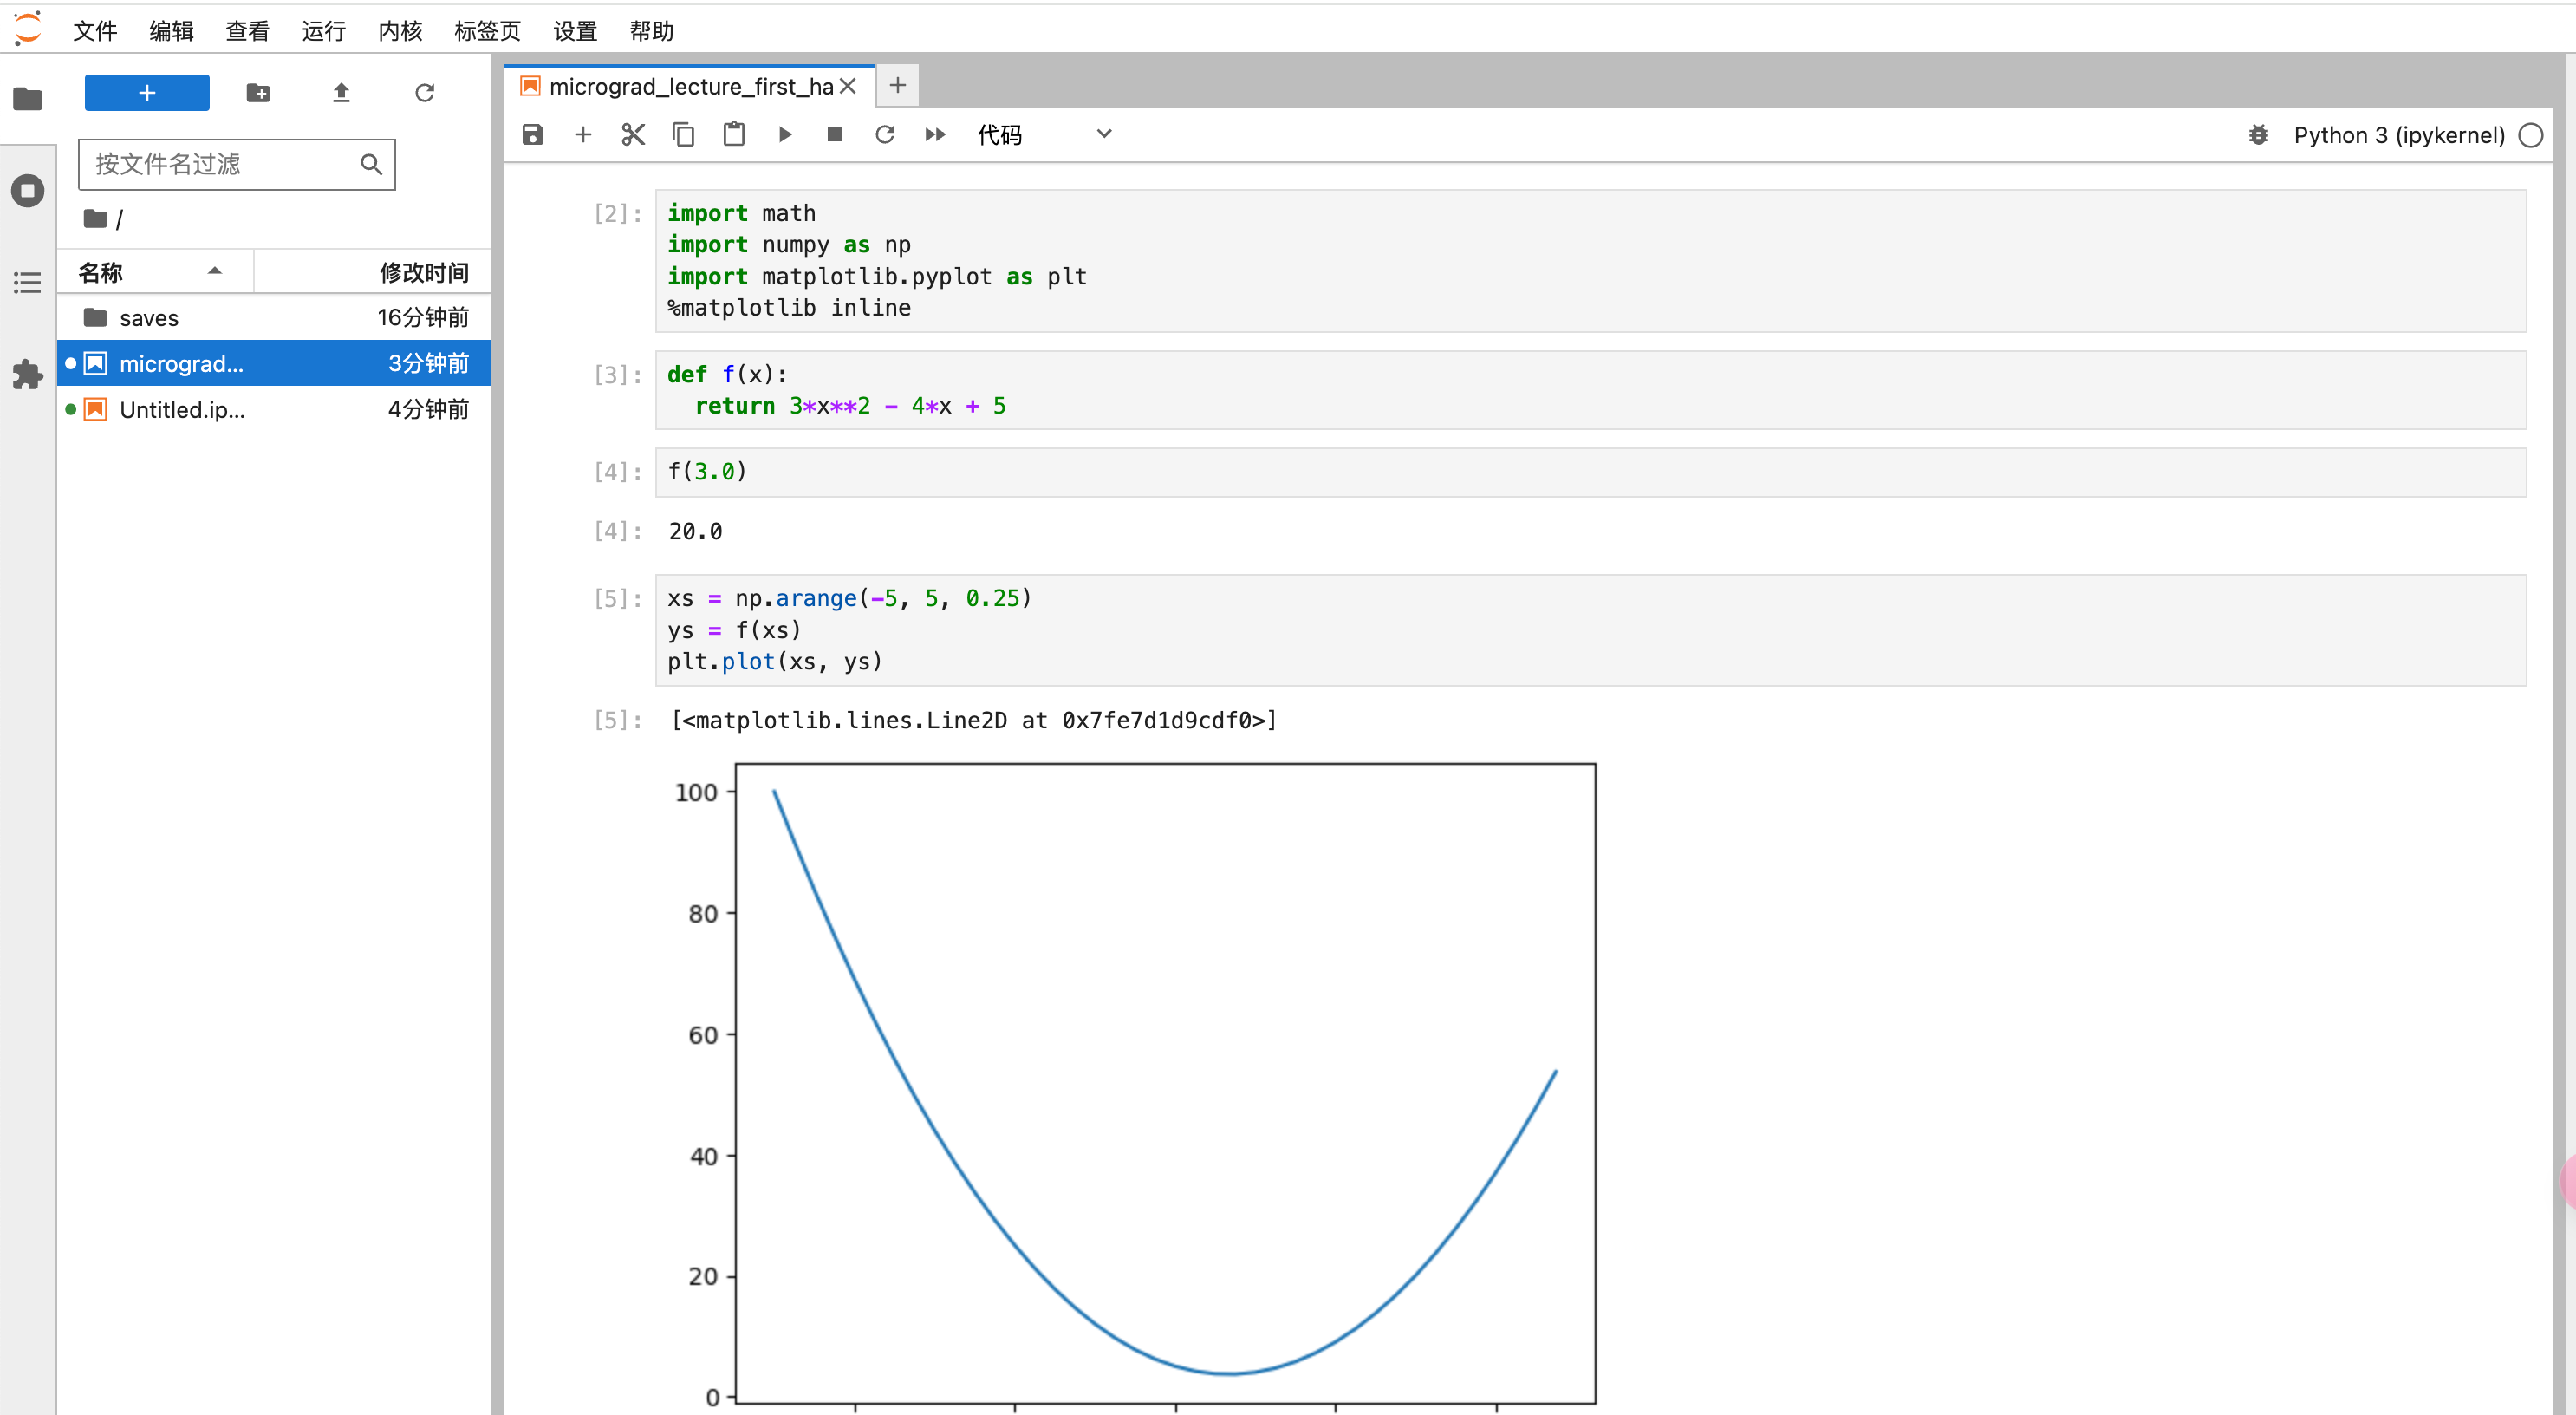 文件 编辑 查看 运行 内核 标签页 设置 帮助
micrograd_lecture_first_ha
代码
Python 3 (ipykernel)
按文件名过滤
/
名称 修改时间
saves 16分钟前
micrograd... 3分钟前
Untitled.ip... 4分钟前
[2]: import math
import numpy as np
import matplotlib.pyplot as plt
%matplotlib inline
[3]: def f(x):
  return 3*x**2 - 4*x + 5
[4]: f(3.0)
[4]: 20.0
[5]: xs = np.arange(-5, 5, 0.25)
ys = f(xs)
plt.plot(xs, ys)
[5]: [<matplotlib.lines.Line2D at 0x7fe7d1d9cdf0>]
100
80
60
40
20
0